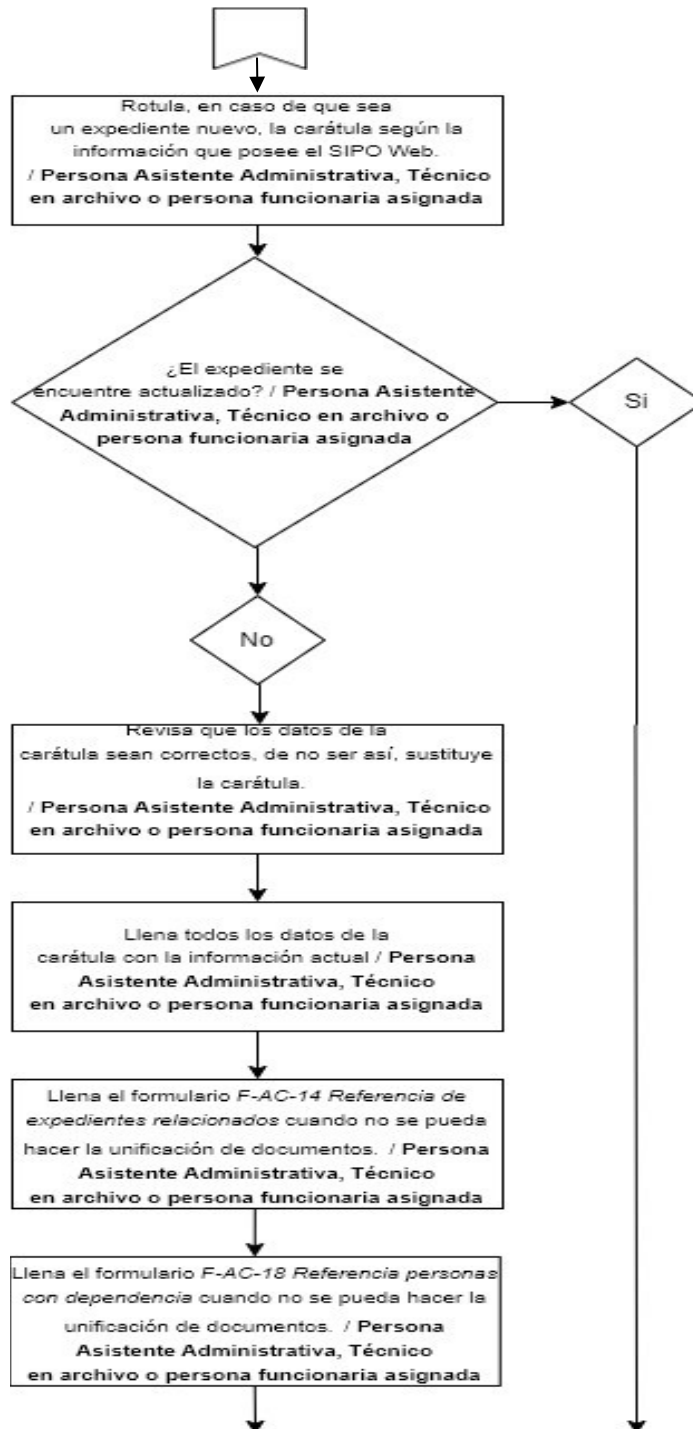 Rotula, en caso de que sea
un expediente nuevo, la carátula según la
información que posee el SIPO Web.
/ Persona Asistente Administrativa, Técnico
en archivo o persona funcionaria asignada
¿El expediente se
encuentre actualizado? / Persona Asistente
Administrativa, Técnico en archivo o
persona funcionaria asignada
Si
No
Revisa que los datos de la
carátula sean correctos, de no ser así, sustituye
la carátula.
/ Persona Asistente Administrativa, Técnico
en archivo o persona funcionaria asignada
Llena todos los datos de la
carátula con la información actual / Persona
Asistente Administrativa, Técnico
en archivo o persona funcionaria asignada
Llena el formulario F-AC-14 Referencia de
expedientes relacionados cuando no se pueda
hacer la unificación de documentos. / Persona
Asistente Administrativa, Técnico
en archivo o persona funcionaria asignada
Llena el formulario F-AC-18 Referencia personas
con dependencia cuando no se pueda hacer la
unificación de documentos. / Persona
Asistente Administrativa, Técnico
en archivo o persona funcionaria asignada